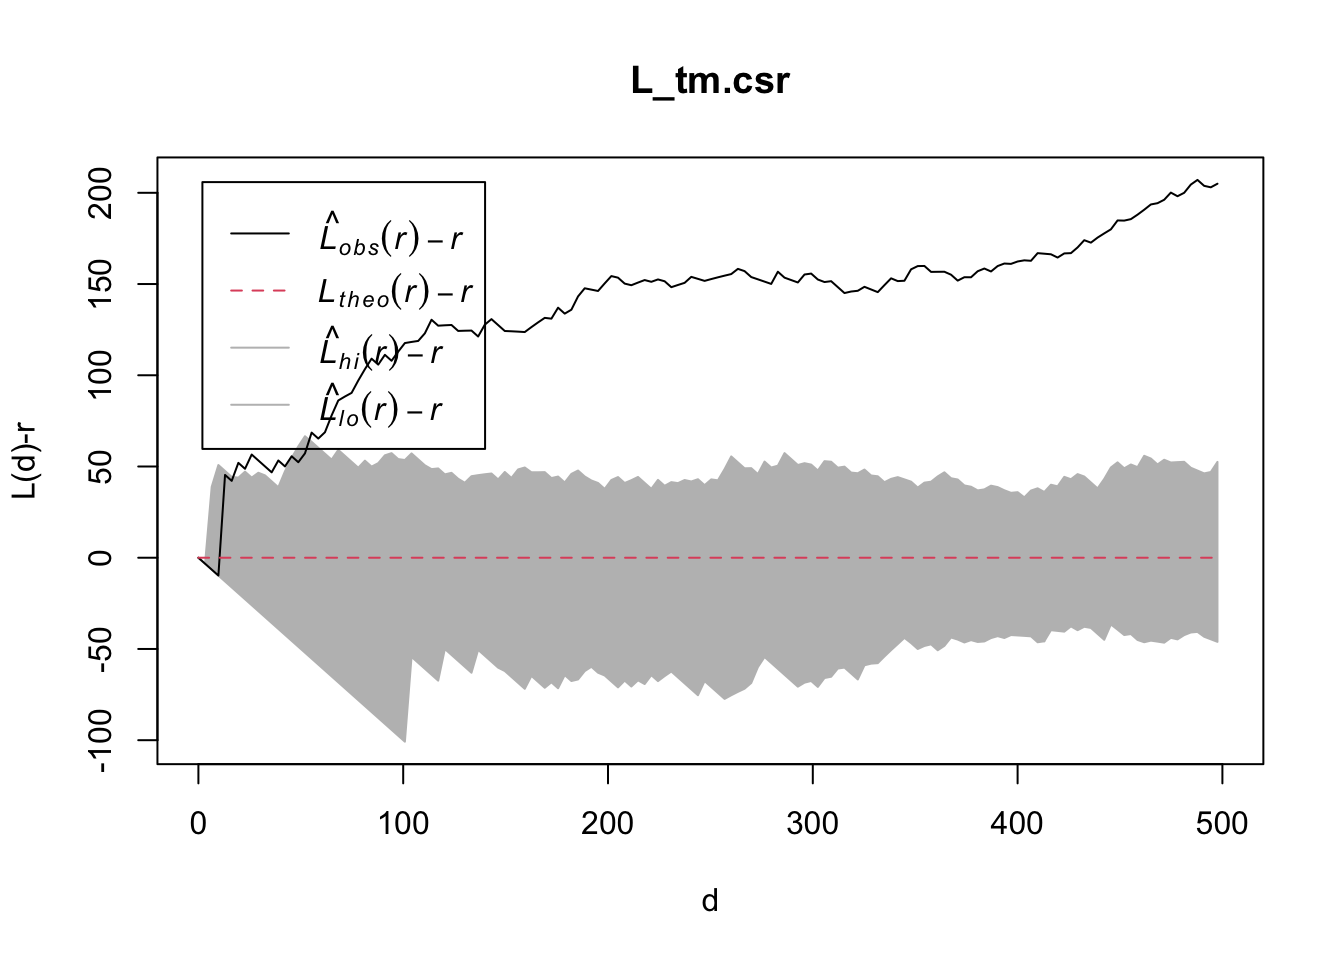 L_tm.csr
L(d)-r
200
150
100
50
0
-50
-100
L̂obs(r) − r
Ltheo(r) − r
L̂hi(r) − r
L̂lo(r) − r
0 100 200 300 400 500
d